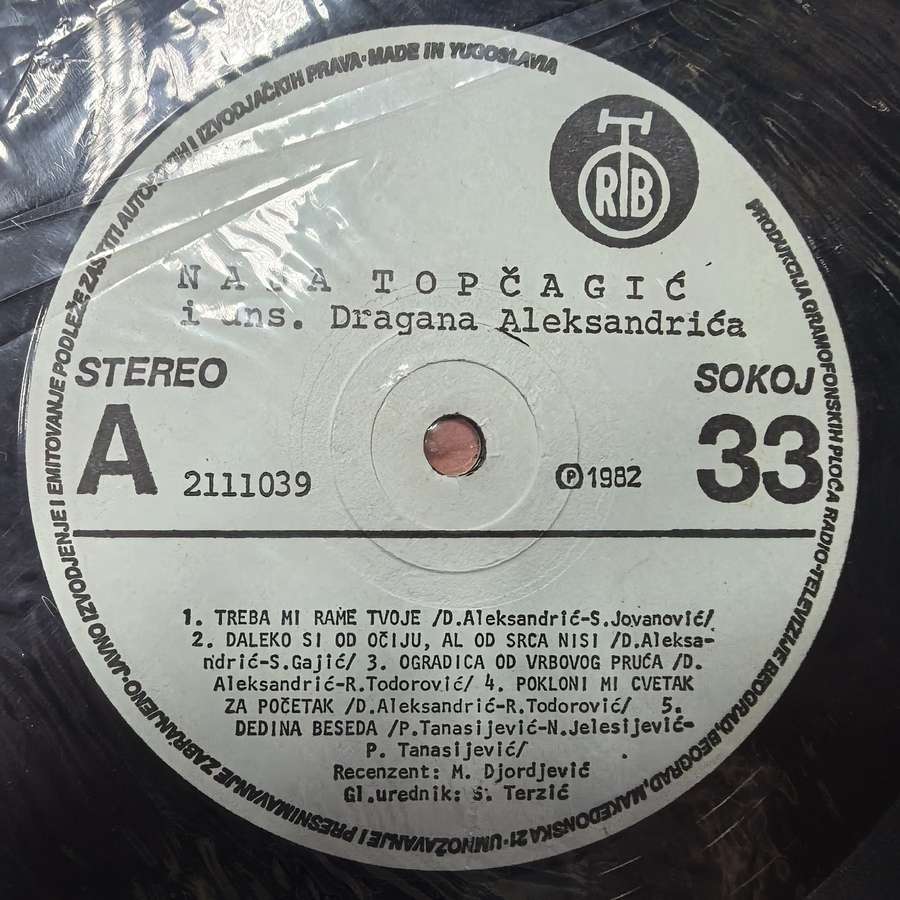 PRODUKCIJA GRAMOFONSKIH PLOČA RADIO-TELEVIZIJE BEOGRAD, BEOGRAD, MAKEDONSKA 21 · UMNOŽAVANJE I PRESNIMAVANJE ZABRANJENO · JAVNO IZVODJENJE I EMITOVANJE PODLEŽE ZAŠTITI AUTORSKIH I IZVODJAČKIH PRAVA · MADE IN YUGOSLAVIA
RTB
NADA TOPČAGIĆ
i ans. Dragana Aleksandrića
STEREO
SOKOJ
A
2111039
℗ 1982
33
1. TREBA MI RAME TVOJE /D.Aleksandrić-S.Jovanović/
2. DALEKO SI OD OČIJU, AL OD SRCA NISI /D.Aleksa-
ndrić-S.Gajić/ 3. OGRADICA OD VRBOVOG PRUĆA /D.
Aleksandrić-R.Todorović/ 4. POKLONI MI CVETAK
ZA POČETAK /D.Aleksandrić-R.Todorović/ 5.
DEDINA BESEDA /P.Tanasijević-N.Jelesijević-
P. Tanasijević/
Recenzent: M. Djordjević
Gl.urednik: S. Terzić